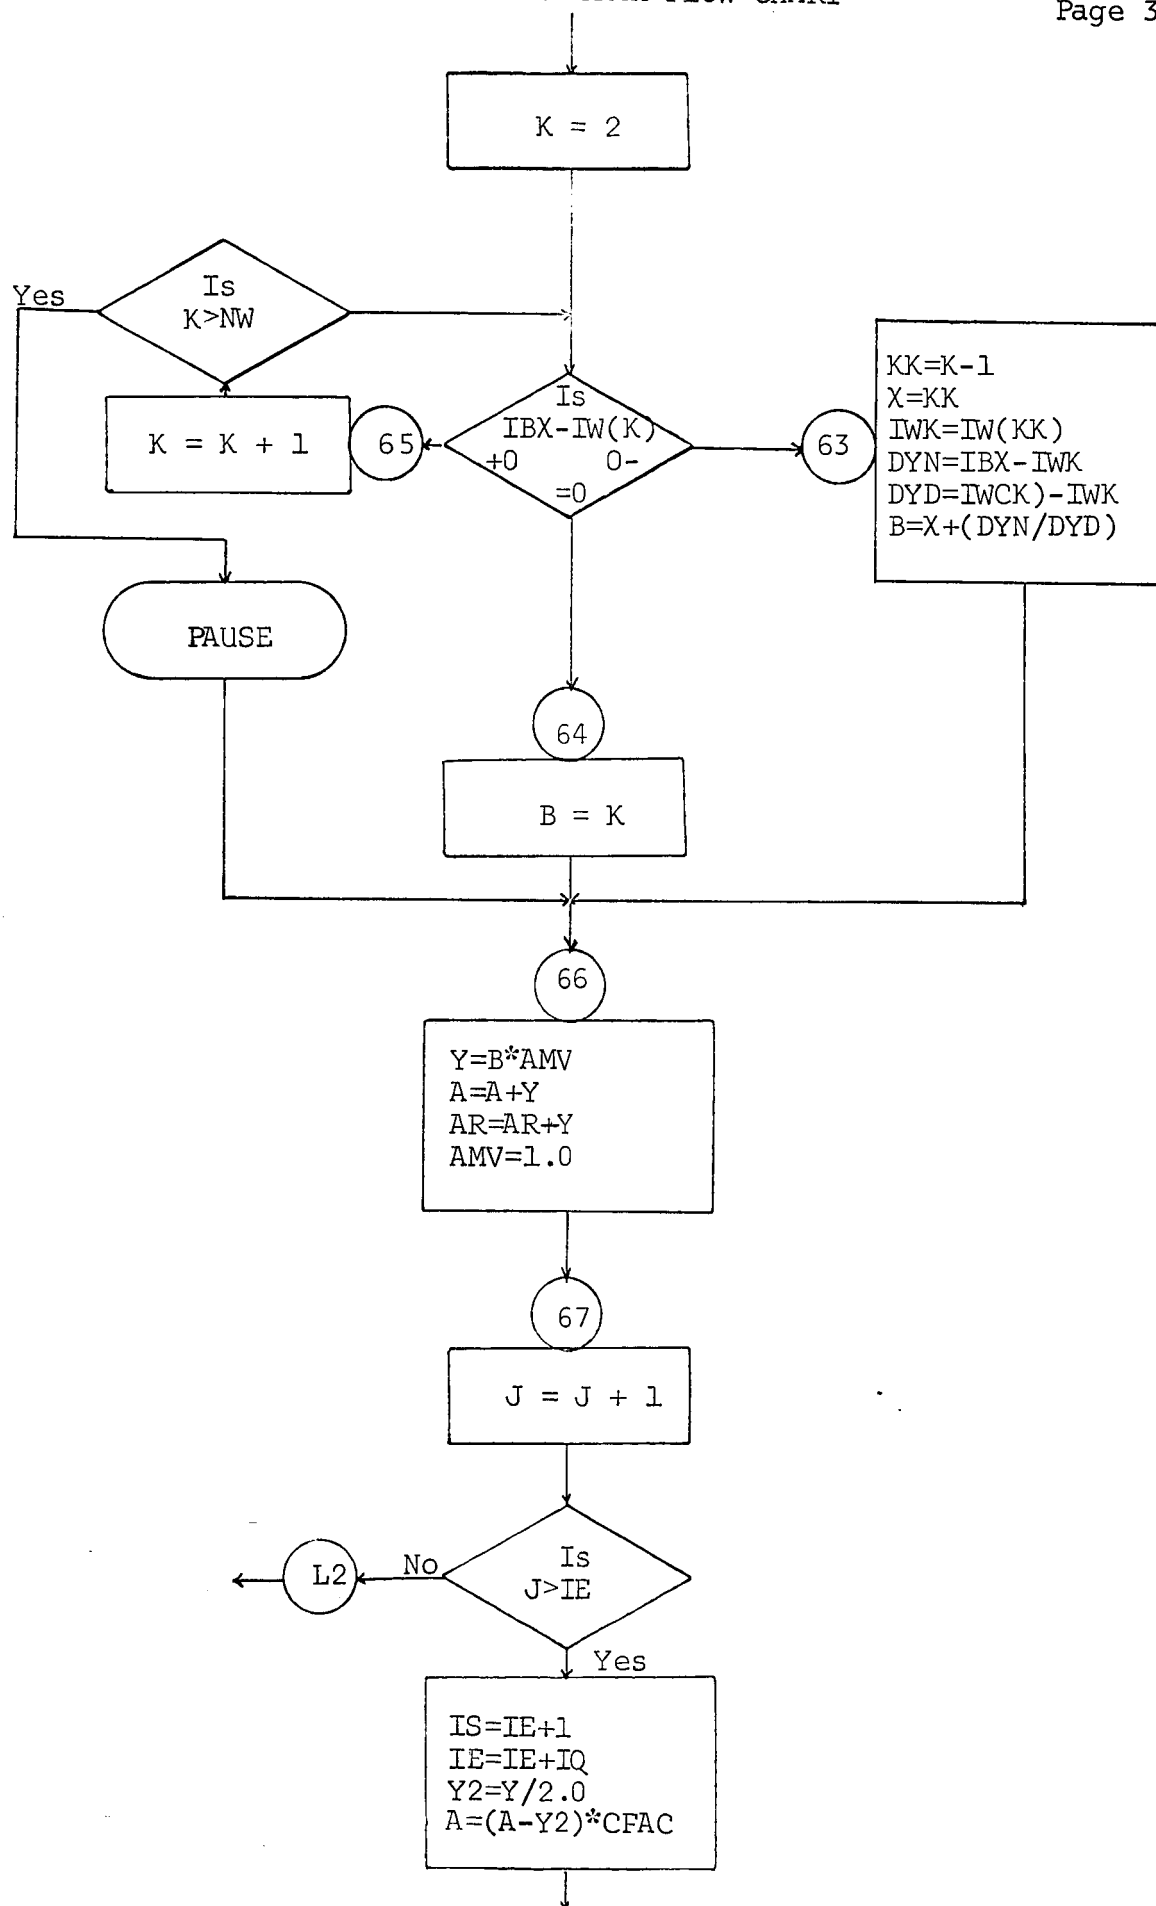 FLOW CHART
Page 3
K = 2
Is
K>NW
Yes
KK=K-1
X=KK
IWK=IW(KK)
DYN=IBX-IWK
DYD=IWCK)-IWK
B=X+(DYN/DYD)
Is
IBX-IW(K)
+0 0-
=0
K = K + 1
65
63
PAUSE
64
B = K
66
Y=B*AMV
A=A+Y
AR=AR+Y
AMV=1.0
67
J = J + 1
Is
J>IE
No
L2
Yes
IS=IE+1
IE=IE+IQ
Y2=Y/2.0
A=(A-Y2)*CFAC